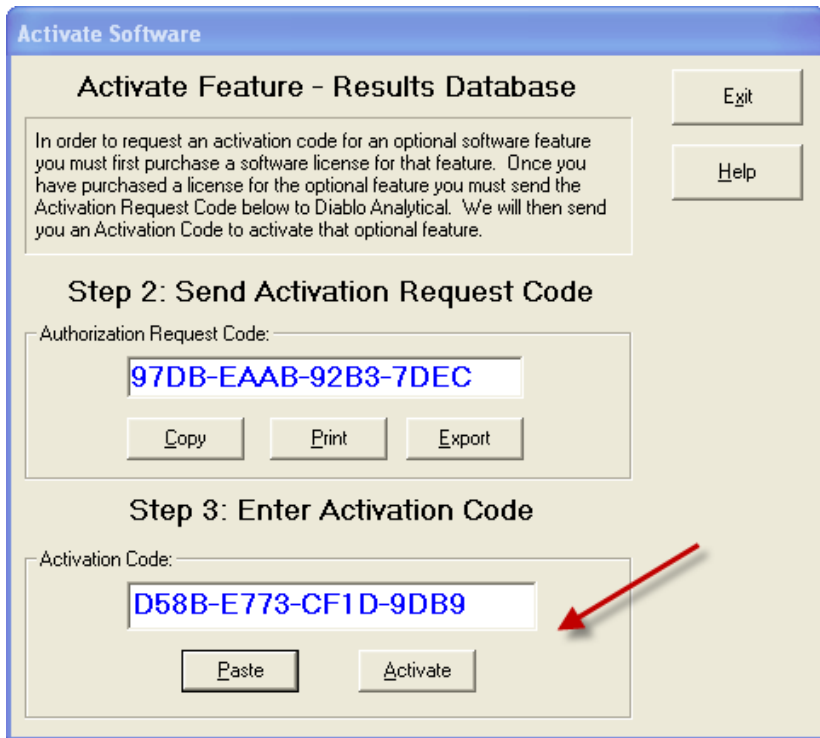 Activate Software
Activate Feature - Results Database
Exit
In order to request an activation code for an optional software feature
you must first purchase a software license for that feature. Once you
have purchased a license for the optional feature you must send the
Activation Request Code below to Diablo Analytical. We will then send
you an Activation Code to activate that optional feature.
Help
Step 2: Send Activation Request Code
Authorization Request Code:
97DB-EAAB-92B3-7DEC
Copy Print Export
Step 3: Enter Activation Code
Activation Code:
D58B-E773-CF1D-9DB9
Paste Activate